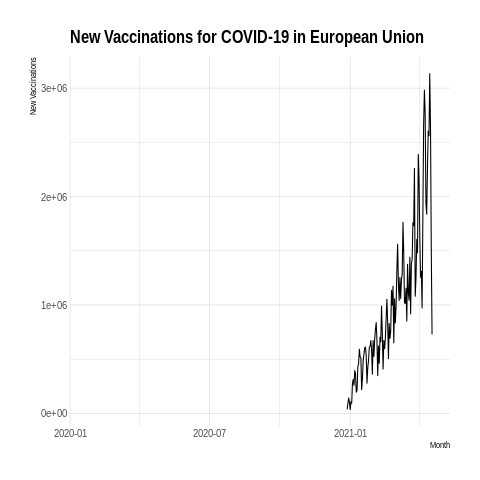 New Vaccinations for COVID-19 in European Union
New Vaccinations
3e+06
2e+06
1e+06
0e+00
2020-01
2020-07
2021-01
Month